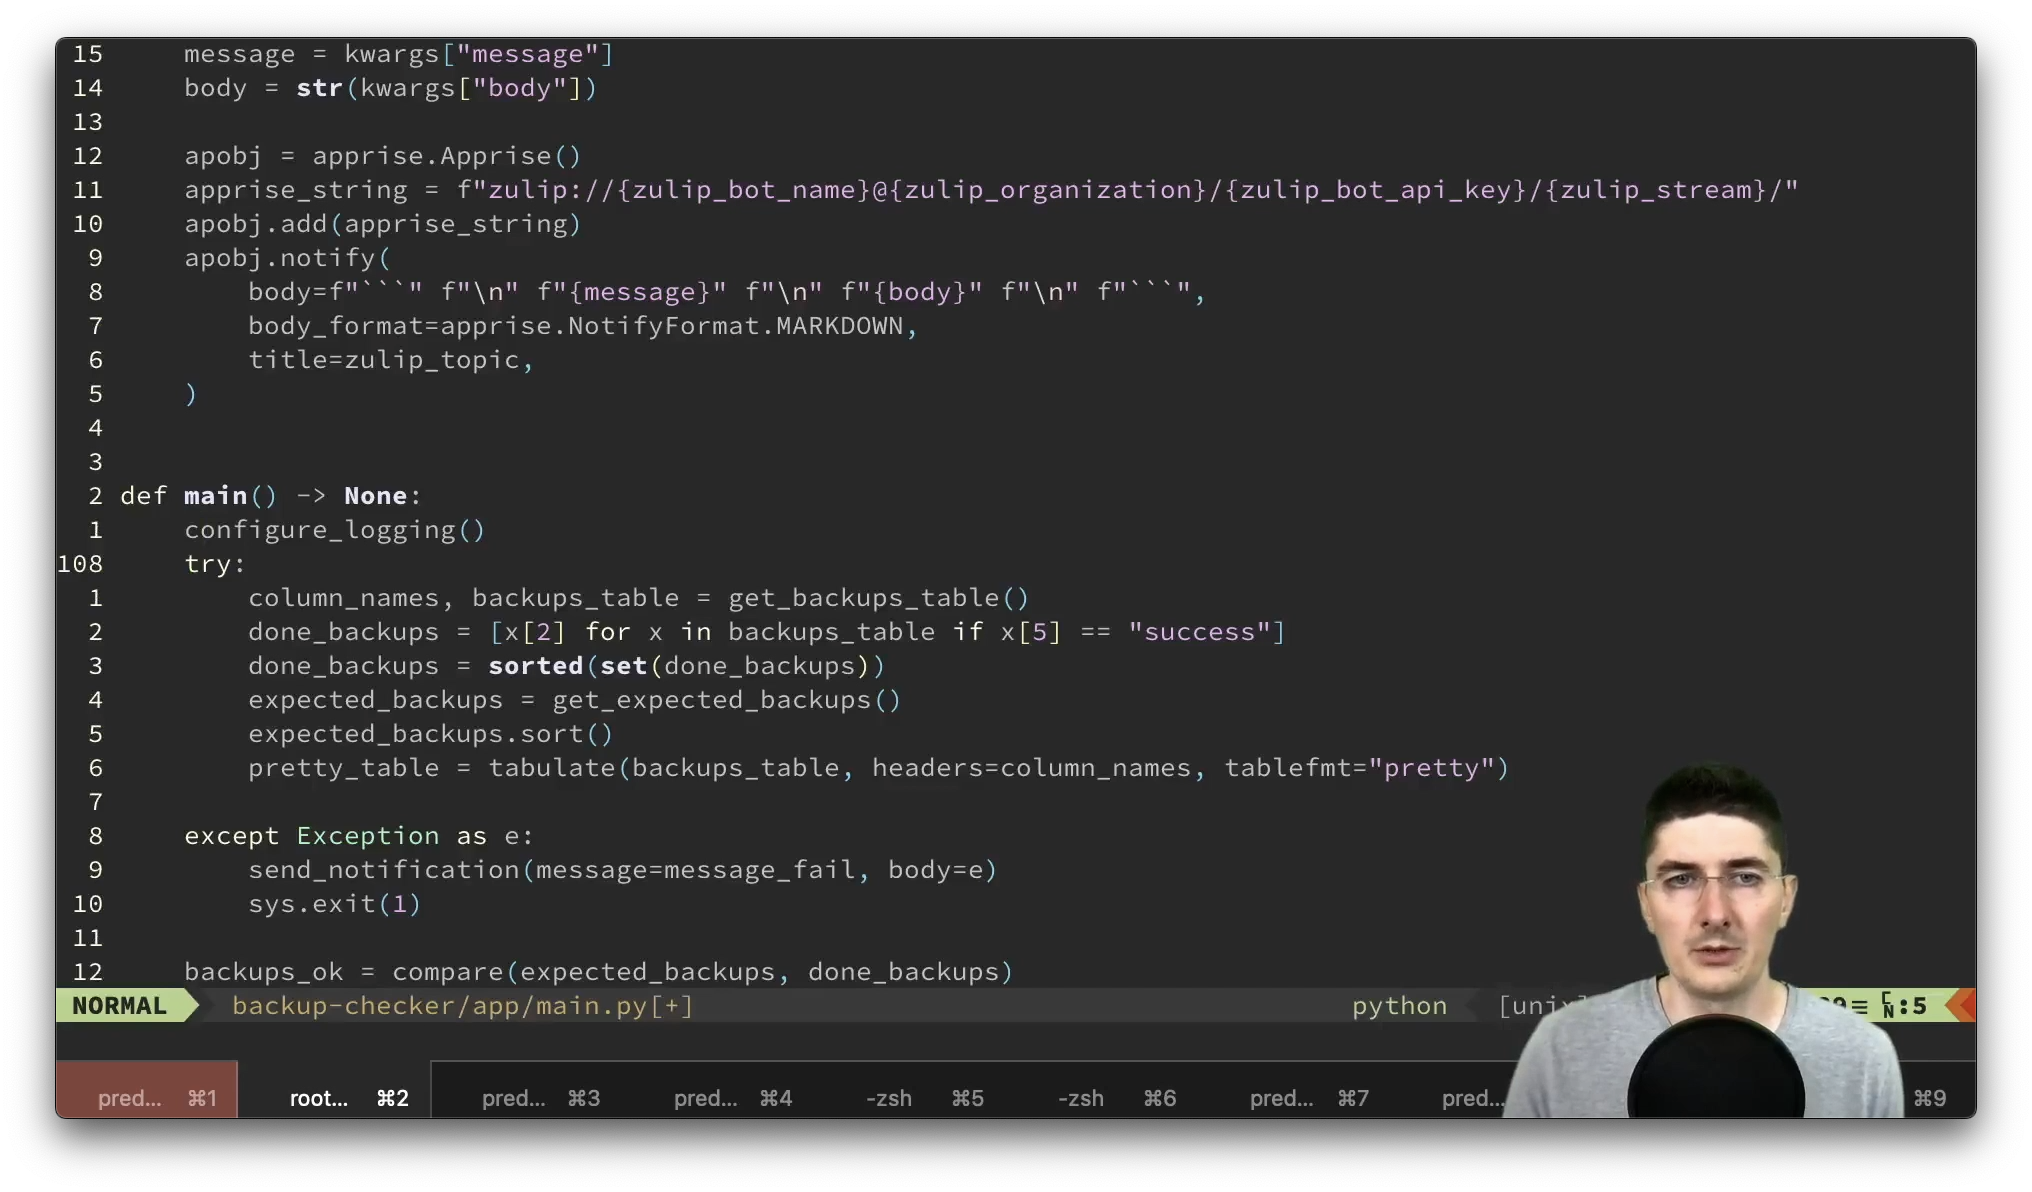 15 message = kwargs["message"]
14 body = str(kwargs["body"])
13
12 apobj = apprise.Apprise()
11 apprise_string = f"zulip://{zulip_bot_name}@{zulip_organization}/{zulip_bot_api_key}/{zulip_stream}/"
10 apobj.add(apprise_string)
9 apobj.notify(
8 body=f"```" f"\n" f"{message}" f"\n" f"{body}" f"\n" f"```",
7 body_format=apprise.NotifyFormat.MARKDOWN,
6 title=zulip_topic,
5 )
4
3
2 def main() -> None:
1 configure_logging()
108 try:
1 column_names, backups_table = get_backups_table()
2 done_backups = [x[2] for x in backups_table if x[5] == "success"]
3 done_backups = sorted(set(done_backups))
4 expected_backups = get_expected_backups()
5 expected_backups.sort()
6 pretty_table = tabulate(backups_table, headers=column_names, tablefmt="pretty")
7
8 except Exception as e:
9 send_notification(message=message_fail, body=e)
10 sys.exit(1)
11
12 backups_ok = compare(expected_backups, done_backups)
NORMAL backup-checker/app/main.py[+] python :5
pred... ⌘1 root... ⌘2 pred... ⌘3 pred... ⌘4 -zsh ⌘5 -zsh ⌘6 pred... ⌘7 pred... ⌘9